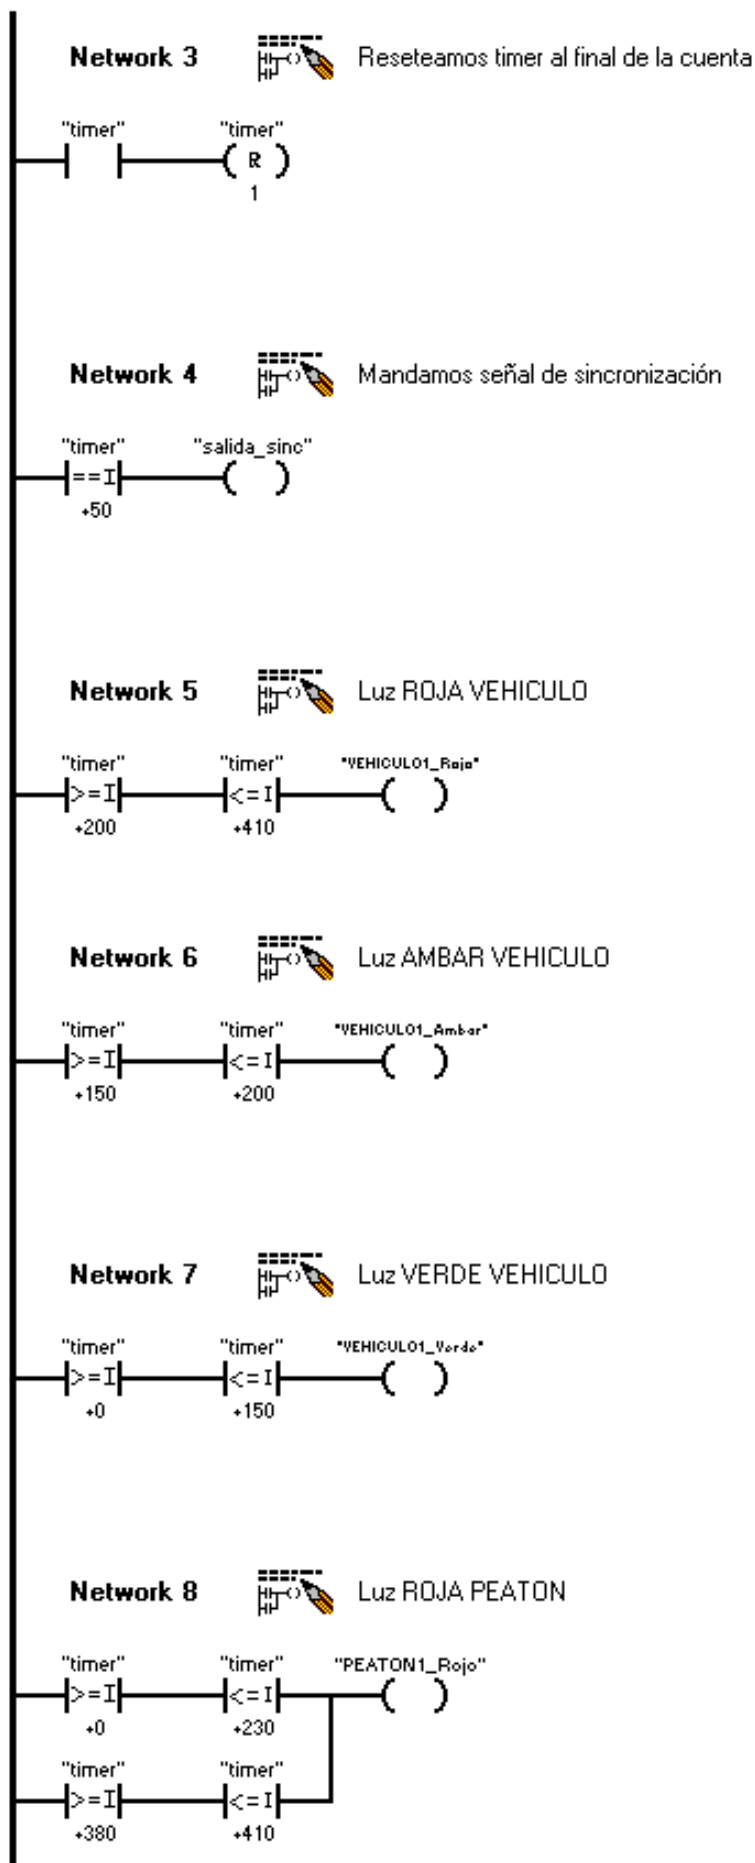 Network 3 Reseteamos timer al final de la cuenta
"timer" "timer"
R
1
Network 4 Mandamos señal de sincronización
"timer" "salida_sinc"
==I
+50
Network 5 Luz ROJA VEHICULO
"timer" "timer" "VEHICULO1_Rojo"
>=I <=I
+200 +410
Network 6 Luz AMBAR VEHICULO
"timer" "timer" "VEHICULO1_Ambar"
>=I <=I
+150 +200
Network 7 Luz VERDE VEHICULO
"timer" "timer" "VEHICULO1_Verde"
>=I <=I
+0 +150
Network 8 Luz ROJA PEATON
"timer" "timer" "PEATON1_Rojo"
>=I <=I
+0 +230
"timer" "timer"
>=I <=I
+380 +410